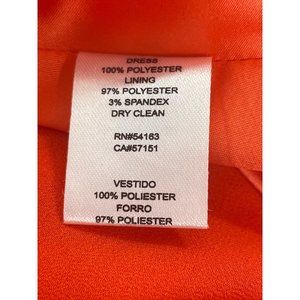 DRESS
100% POLYESTER
LINING
97% POLYESTER
3% SPANDEX
DRY CLEAN
RN#54163
CA#57151
VESTIDO
100% POLIESTER
FORRO
97% POLIESTER